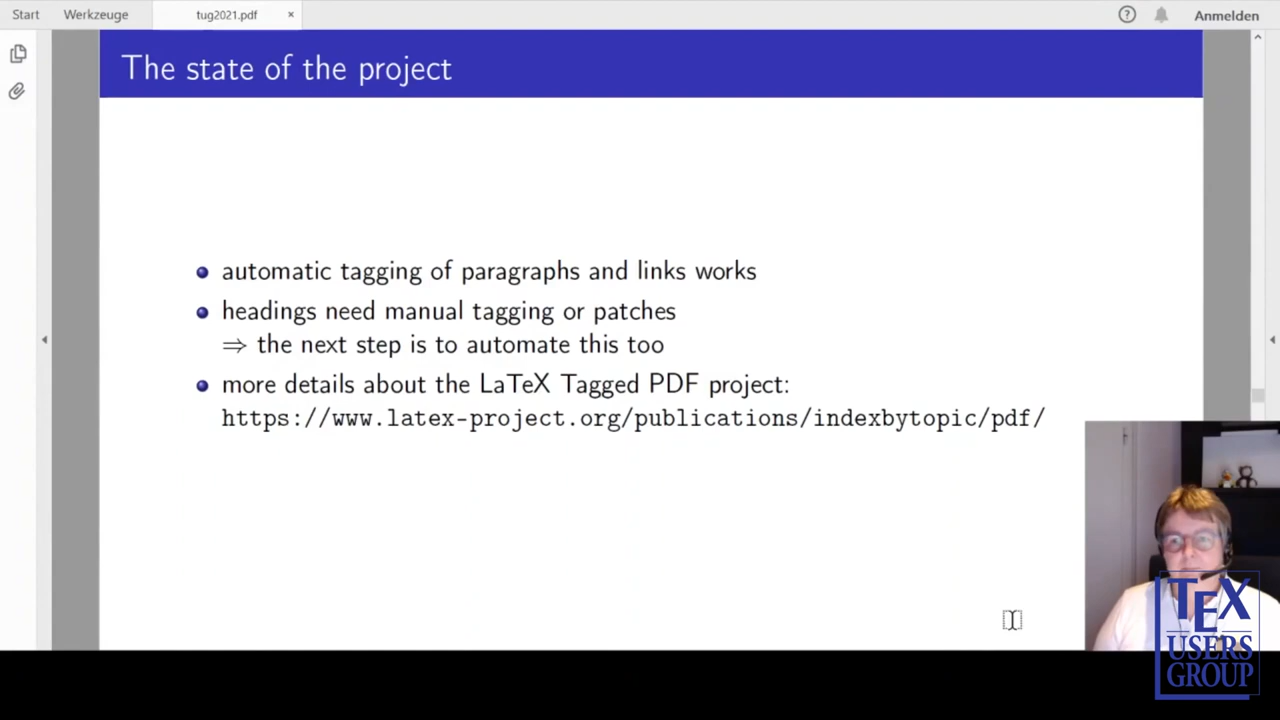 Start Werkzeuge tug2021.pdf × ? Anmelden
The state of the project
automatic tagging of paragraphs and links works
headings need manual tagging or patches
⇒ the next step is to automate this too
more details about the LaTeX Tagged PDF project:
https://www.latex-project.org/publications/indexbytopic/pdf/
TEX
USERS
GROUP